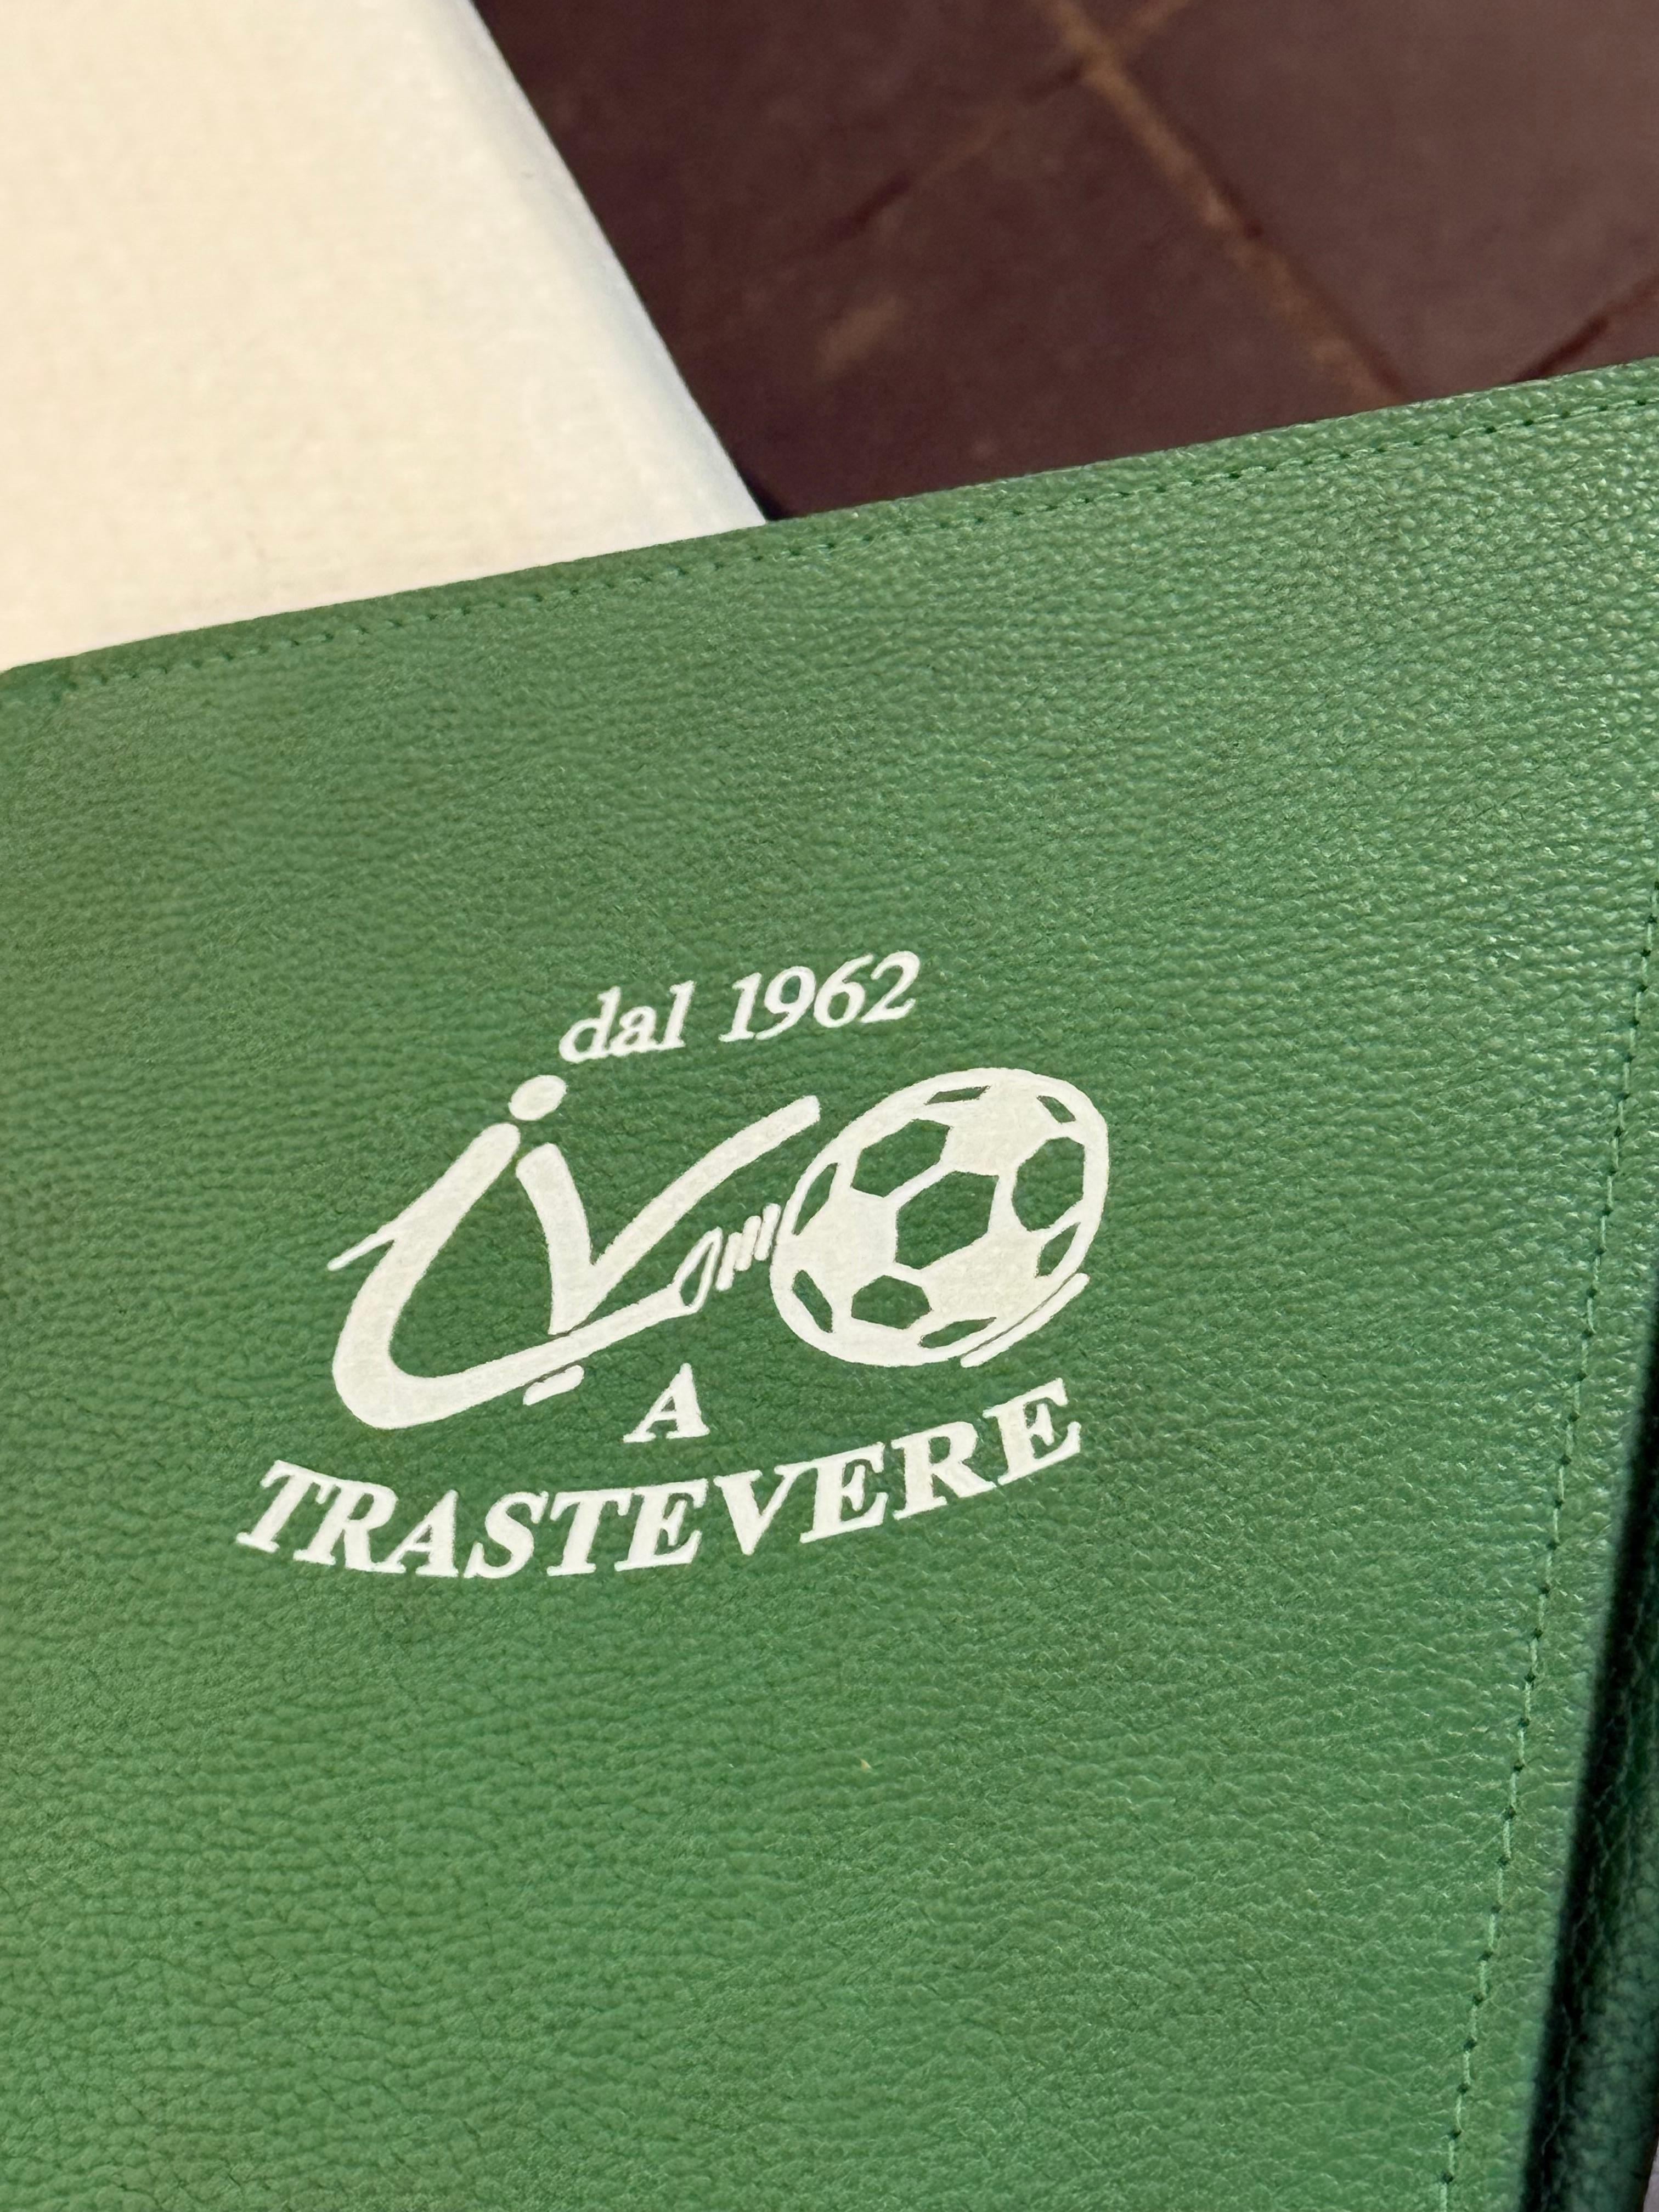 dal 1962
ivo
A
TRASTEVERE